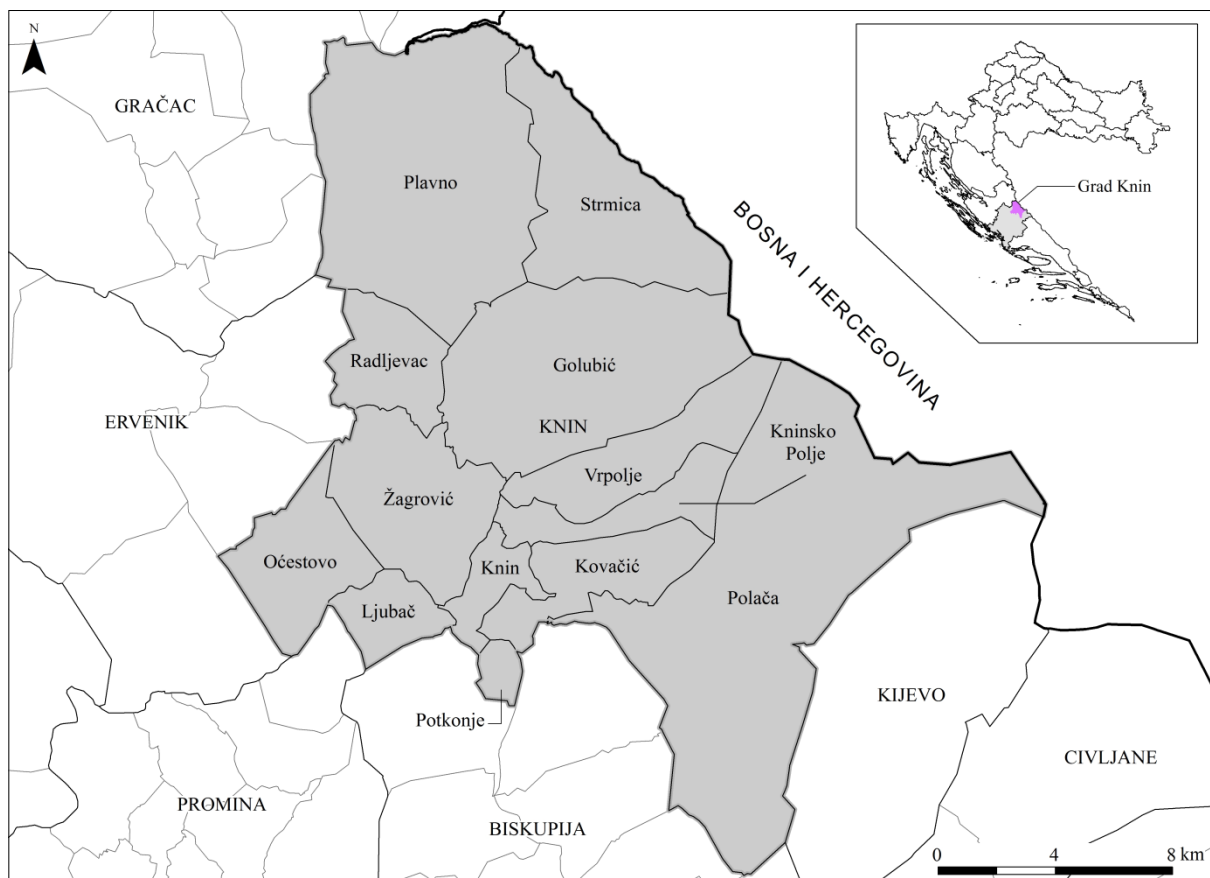 N
GRAČAC
Plavno
Strmica
BOSNA I HERCEGOVINA
Grad Knin
Radljevac
Golubić
ERVENIK
KNIN
Kninsko
Polje
Vrpolje
Žagrović
Oćestovo
Knin
Kovačić
Ljubač
Polača
Potkonje
KIJEVO
CIVLJANE
PROMINA
BISKUPIJA
0 4 8 km